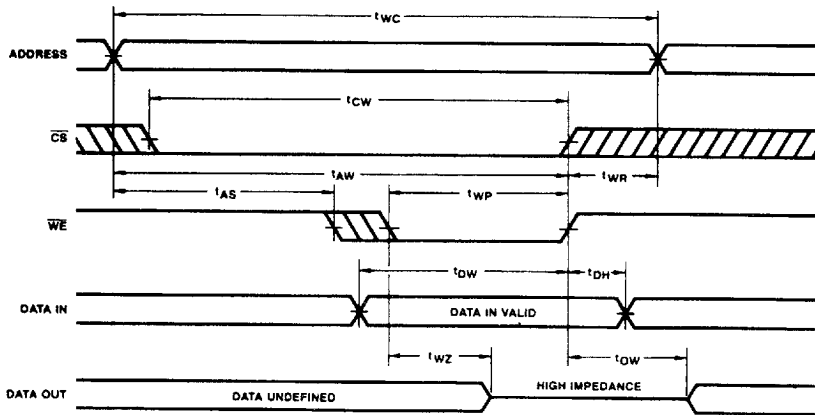 tWC
ADDRESS
tCW
CS
tAW
tWR
tAS
tWP
WE
tDW
tDH
DATA IN
DATA IN VALID
tWZ
tOW
HIGH IMPEDANCE
DATA OUT
DATA UNDEFINED